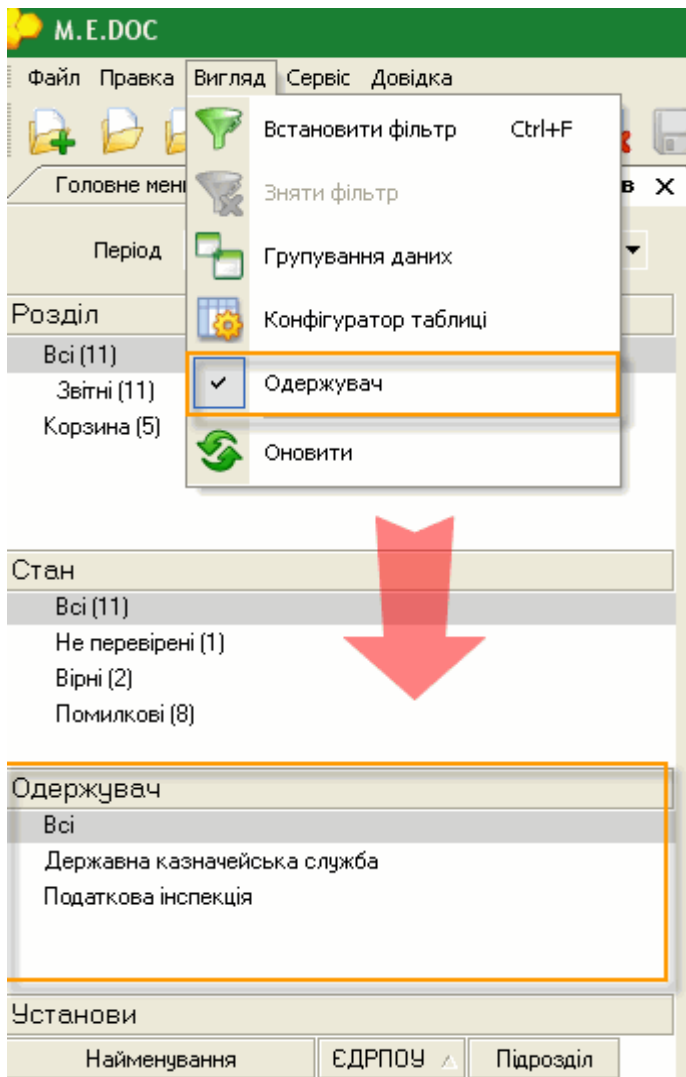 M.E.DOC
Файл Правка Вигляд Сервіс Довідка
Встановити фільтр Ctrl+F
Головне мен
в X
Зняти фільтр
Період
Групування даних
Розділ
Конфігуратор таблиці
Всі (11)
Звітні (11)
Одержувач
Корзина (5)
Оновити
Стан
Всі (11)
Не перевірені (1)
Вірні (2)
Помилкові (8)
Одержувач
Всі
Державна казначейська служба
Податкова інспекція
Установи
Найменування ЄДРПОУ Підрозділ